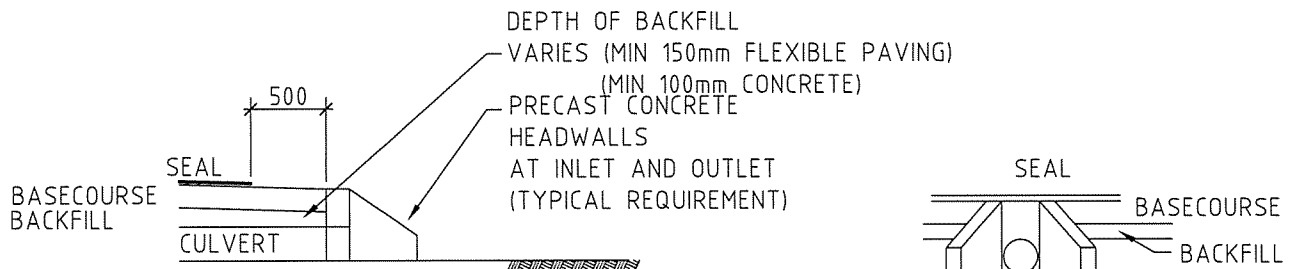 DEPTH OF BACKFILL
VARIES (MIN 150mm FLEXIBLE PAVING)
(MIN 100mm CONCRETE)
500
PRECAST CONCRETE
HEADWALLS
AT INLET AND OUTLET
(TYPICAL REQUIREMENT)
SEAL
BASECOURSE
BACKFILL
CULVERT
SEAL
BASECOURSE
BACKFILL